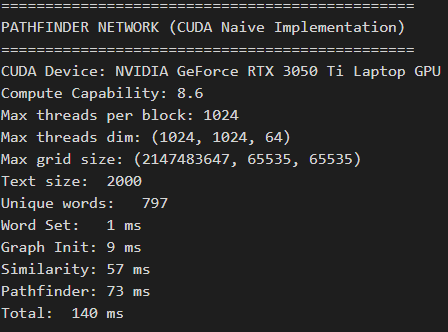 ==============================================
PATHFINDER NETWORK (CUDA Naive Implementation)
==============================================
CUDA Device: NVIDIA GeForce RTX 3050 Ti Laptop GPU
Compute Capability: 8.6
Max threads per block: 1024
Max threads dim: (1024, 1024, 64)
Max grid size: (2147483647, 65535, 65535)
Text size:  2000
Unique words:   797
Word Set:   1 ms
Graph Init: 9 ms
Similarity: 57 ms
Pathfinder: 73 ms
Total:  140 ms